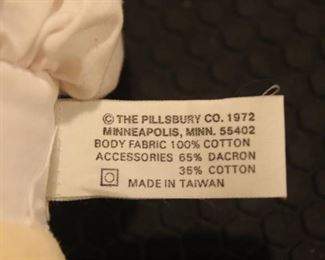 © THE PILLSBURY CO. 1972
MINNEAPOLIS, MINN. 55402
BODY FABRIC 100% COTTON
ACCESSORIES 65% DACRON
35% COTTON
MADE IN TAIWAN